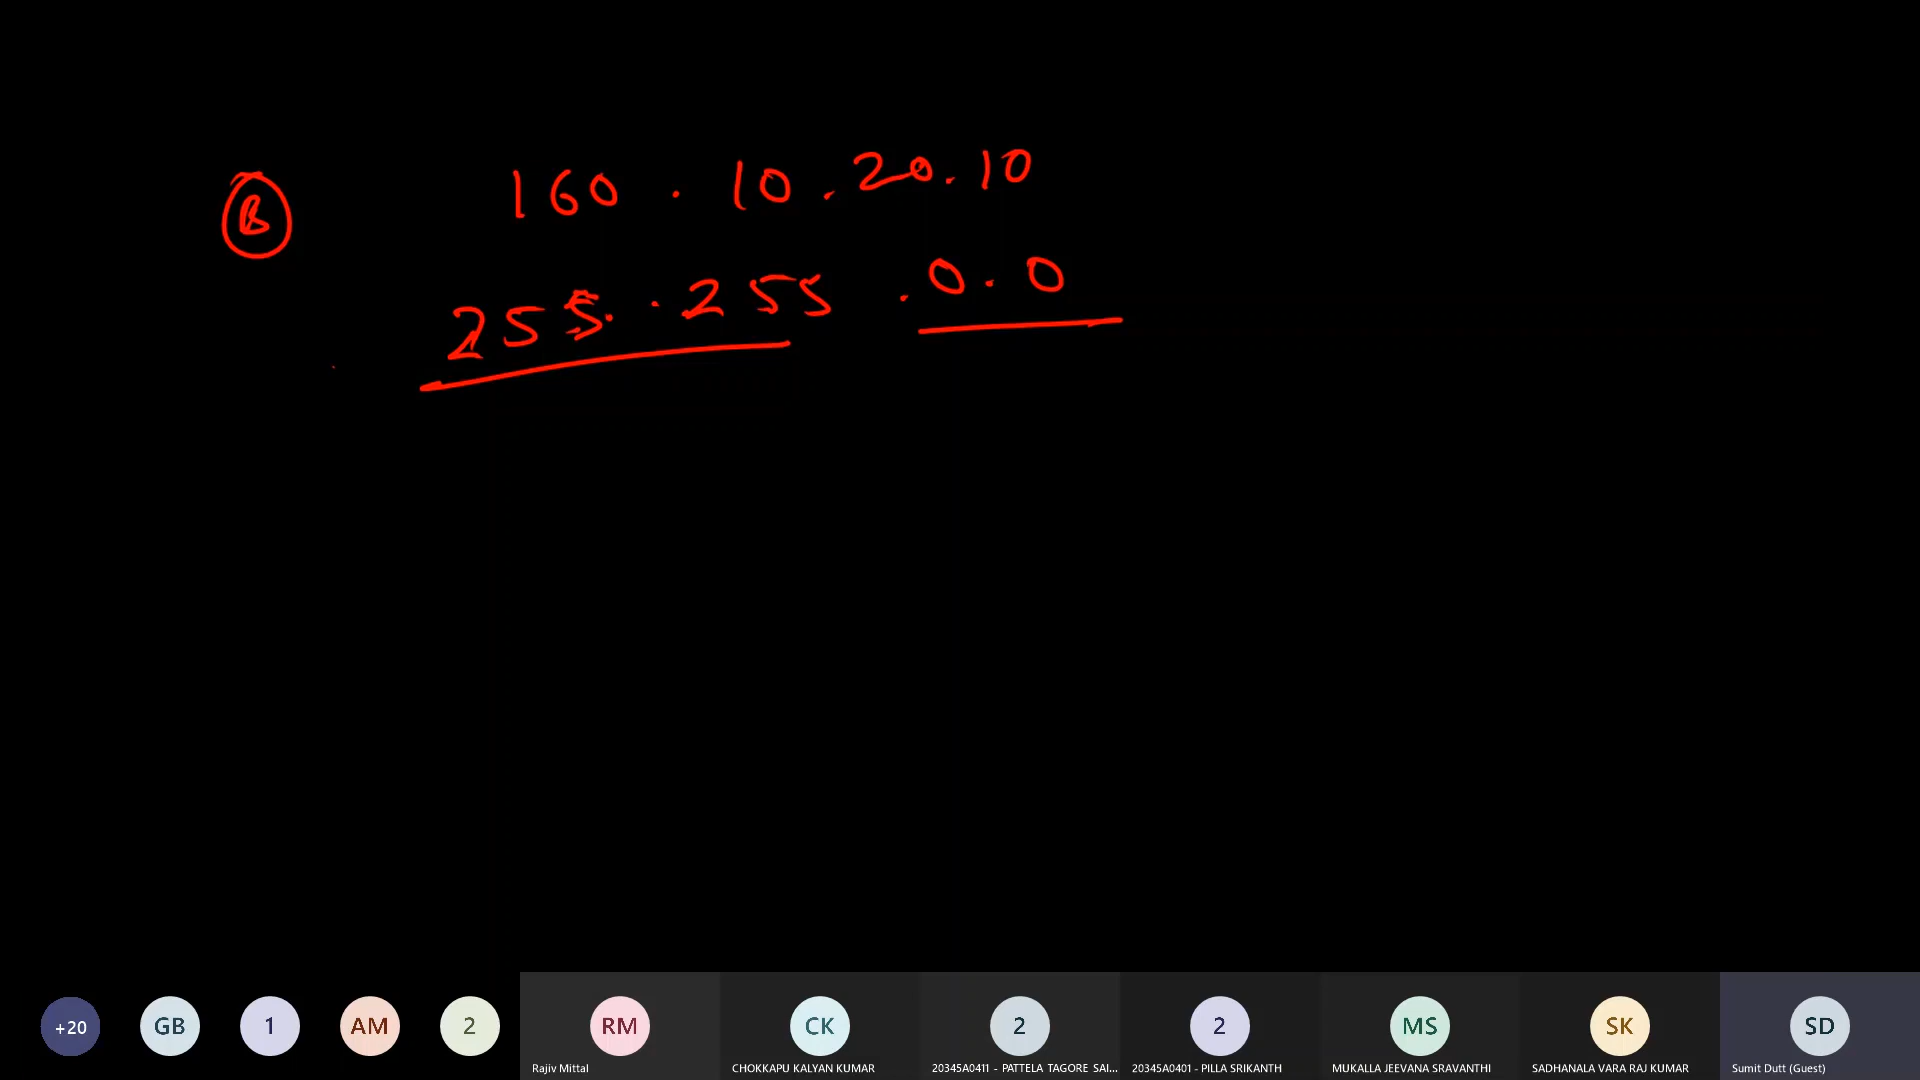 B 160.10.20.10
255.255.0.0
+20 GB 1 AM 2 RM CK 2 2 MS SK SD
Rajiv Mittal CHOKKAPU KALYAN KUMAR 20345A0411 - PATTELA TAGORE SAI... 20345A0401 - PILLA SRIKANTH MUKALLA JEEVANA SRAVANTHI SADHANALA VARA RAJ KUMAR Sumit Dutt (Guest)